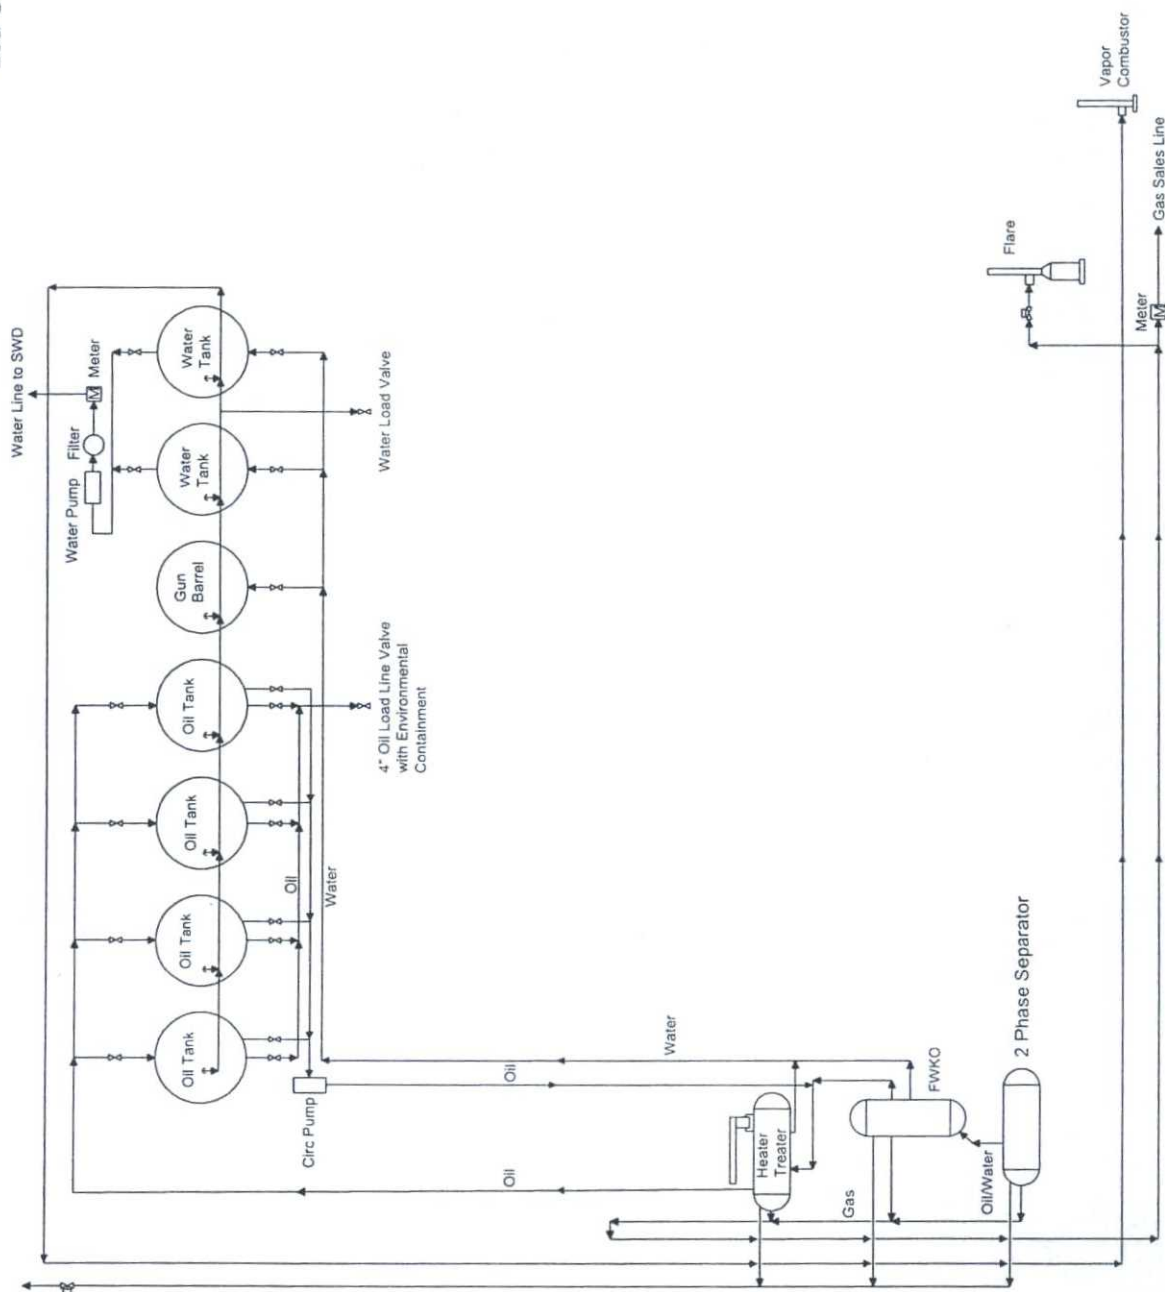 Water Line to SWD
Water Pump
Filter
M
Meter
Oil Tank
Oil Tank
Oil Tank
Oil Tank
Gun
Barrel
Water
Tank
Water
Tank
Circ Pump
Oil
Water
4" Oil Load Line Valve
with Environmental
Containment
Water Load Valve
Oil
Oil
Water
Heater
Treater
Gas
FWKO
Oil/Water
2 Phase Separator
Flare
Meter
M
Gas Sales Line
Vapor
Combustor